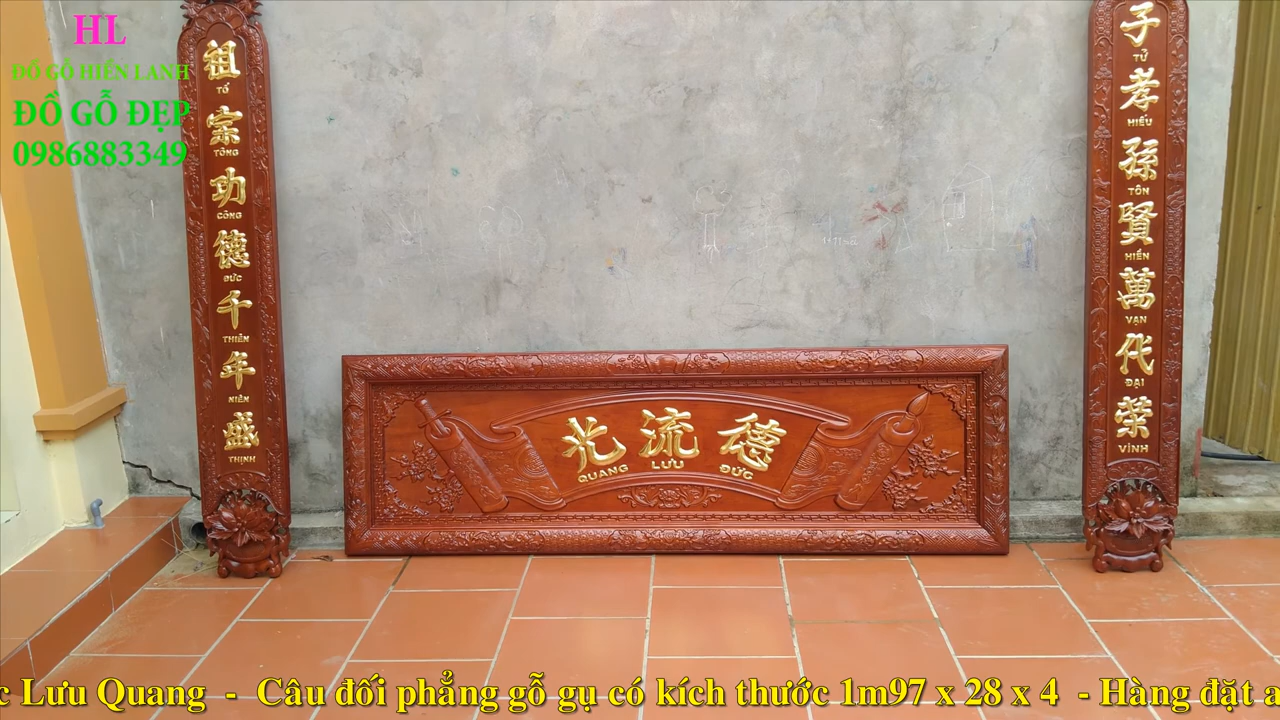 HL
ĐỒ GỖ HIỀN LANH
ĐỒ GỖ ĐẸP
0986883349
祖
TỔ
宗
TÔNG
功
CÔNG
德
ĐỨC
千
THIÊN
年
NIÊN
盛
THỊNH
光 流 德
QUANG LƯU ĐỨC
子
TỬ
孝
HIẾU
孫
TÔN
賢
HIỀN
萬
VẠN
代
ĐẠI
荣
VINH
c Lưu Quang - Câu đối phẳng gỗ gụ có kích thước 1m97 x 28 x 4 - Hàng đặt a